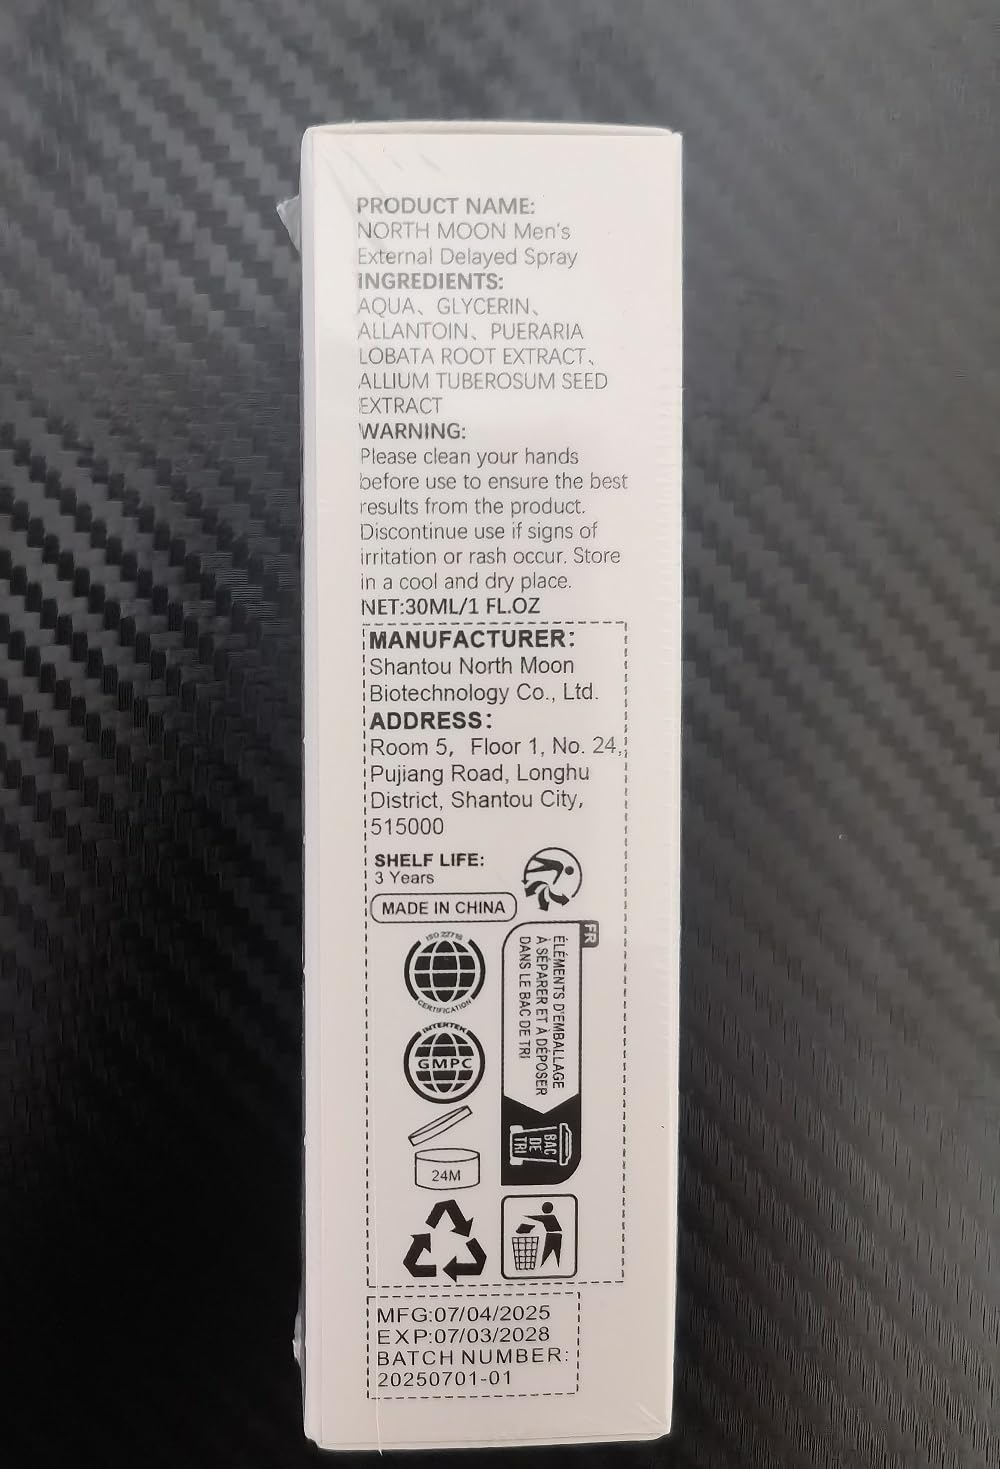 PRODUCT NAME:
NORTH MOON Men's
External Delayed Spray
INGREDIENTS:
AQUA、GLYCERIN、
ALLANTOIN、PUERARIA
LOBATA ROOT EXTRACT、
ALLIUM TUBEROSUM SEED
EXTRACT
WARNING:
Please clean your hands
before use to ensure the best
results from the product.
Discontinue use if signs of
irritation or rash occur. Store
in a cool and dry place.
NET:30ML/1 FL.OZ
MANUFACTURER:
Shantou North Moon
Biotechnology Co., Ltd.
ADDRESS:
Room 5, Floor 1, No. 24,
Pujiang Road, Longhu
District, Shantou City,
515000
SHELF LIFE:
3 Years
MADE IN CHINA
ISO 22716
CERTIFICATION
INTERTEK
GMPC
24M
FR
ÉLÉMENTS D'EMBALLAGE
À SÉPARER ET À DÉPOSER
DANS LE BAC DE TRI
BAC
DE
TRI
MFG:07/04/2025
EXP:07/03/2028
BATCH NUMBER:
20250701-01